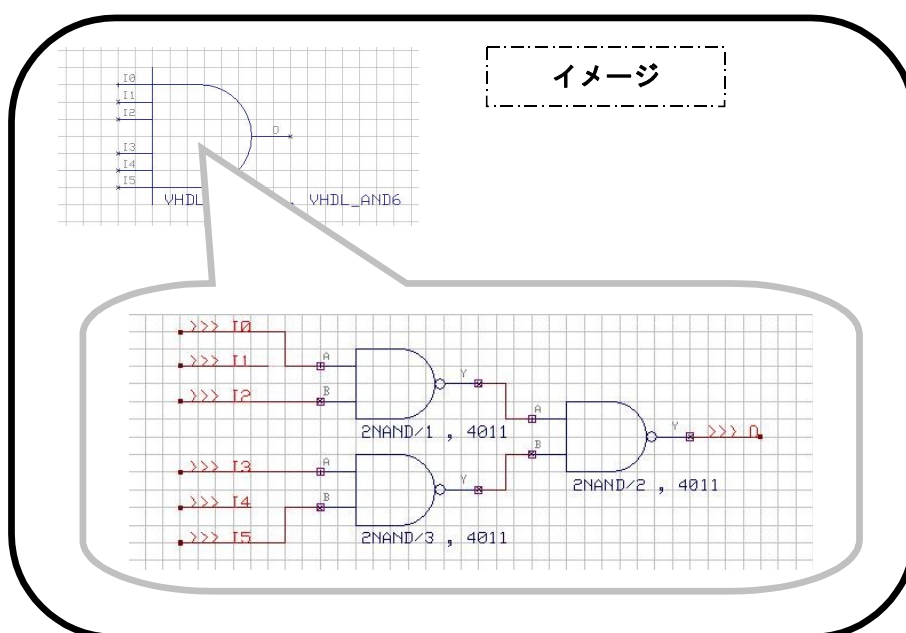 イメージ
I0
I1
I2
I3
I4
I5
O
VHDL , VHDL_AND6
>>> I0
>>> I1
>>> I2
>>> I3
>>> I4
>>> I5
A
B
Y
2NAND/1 , 4011
A
B
Y
2NAND/3 , 4011
A
B
Y
>>> O
2NAND/2 , 4011